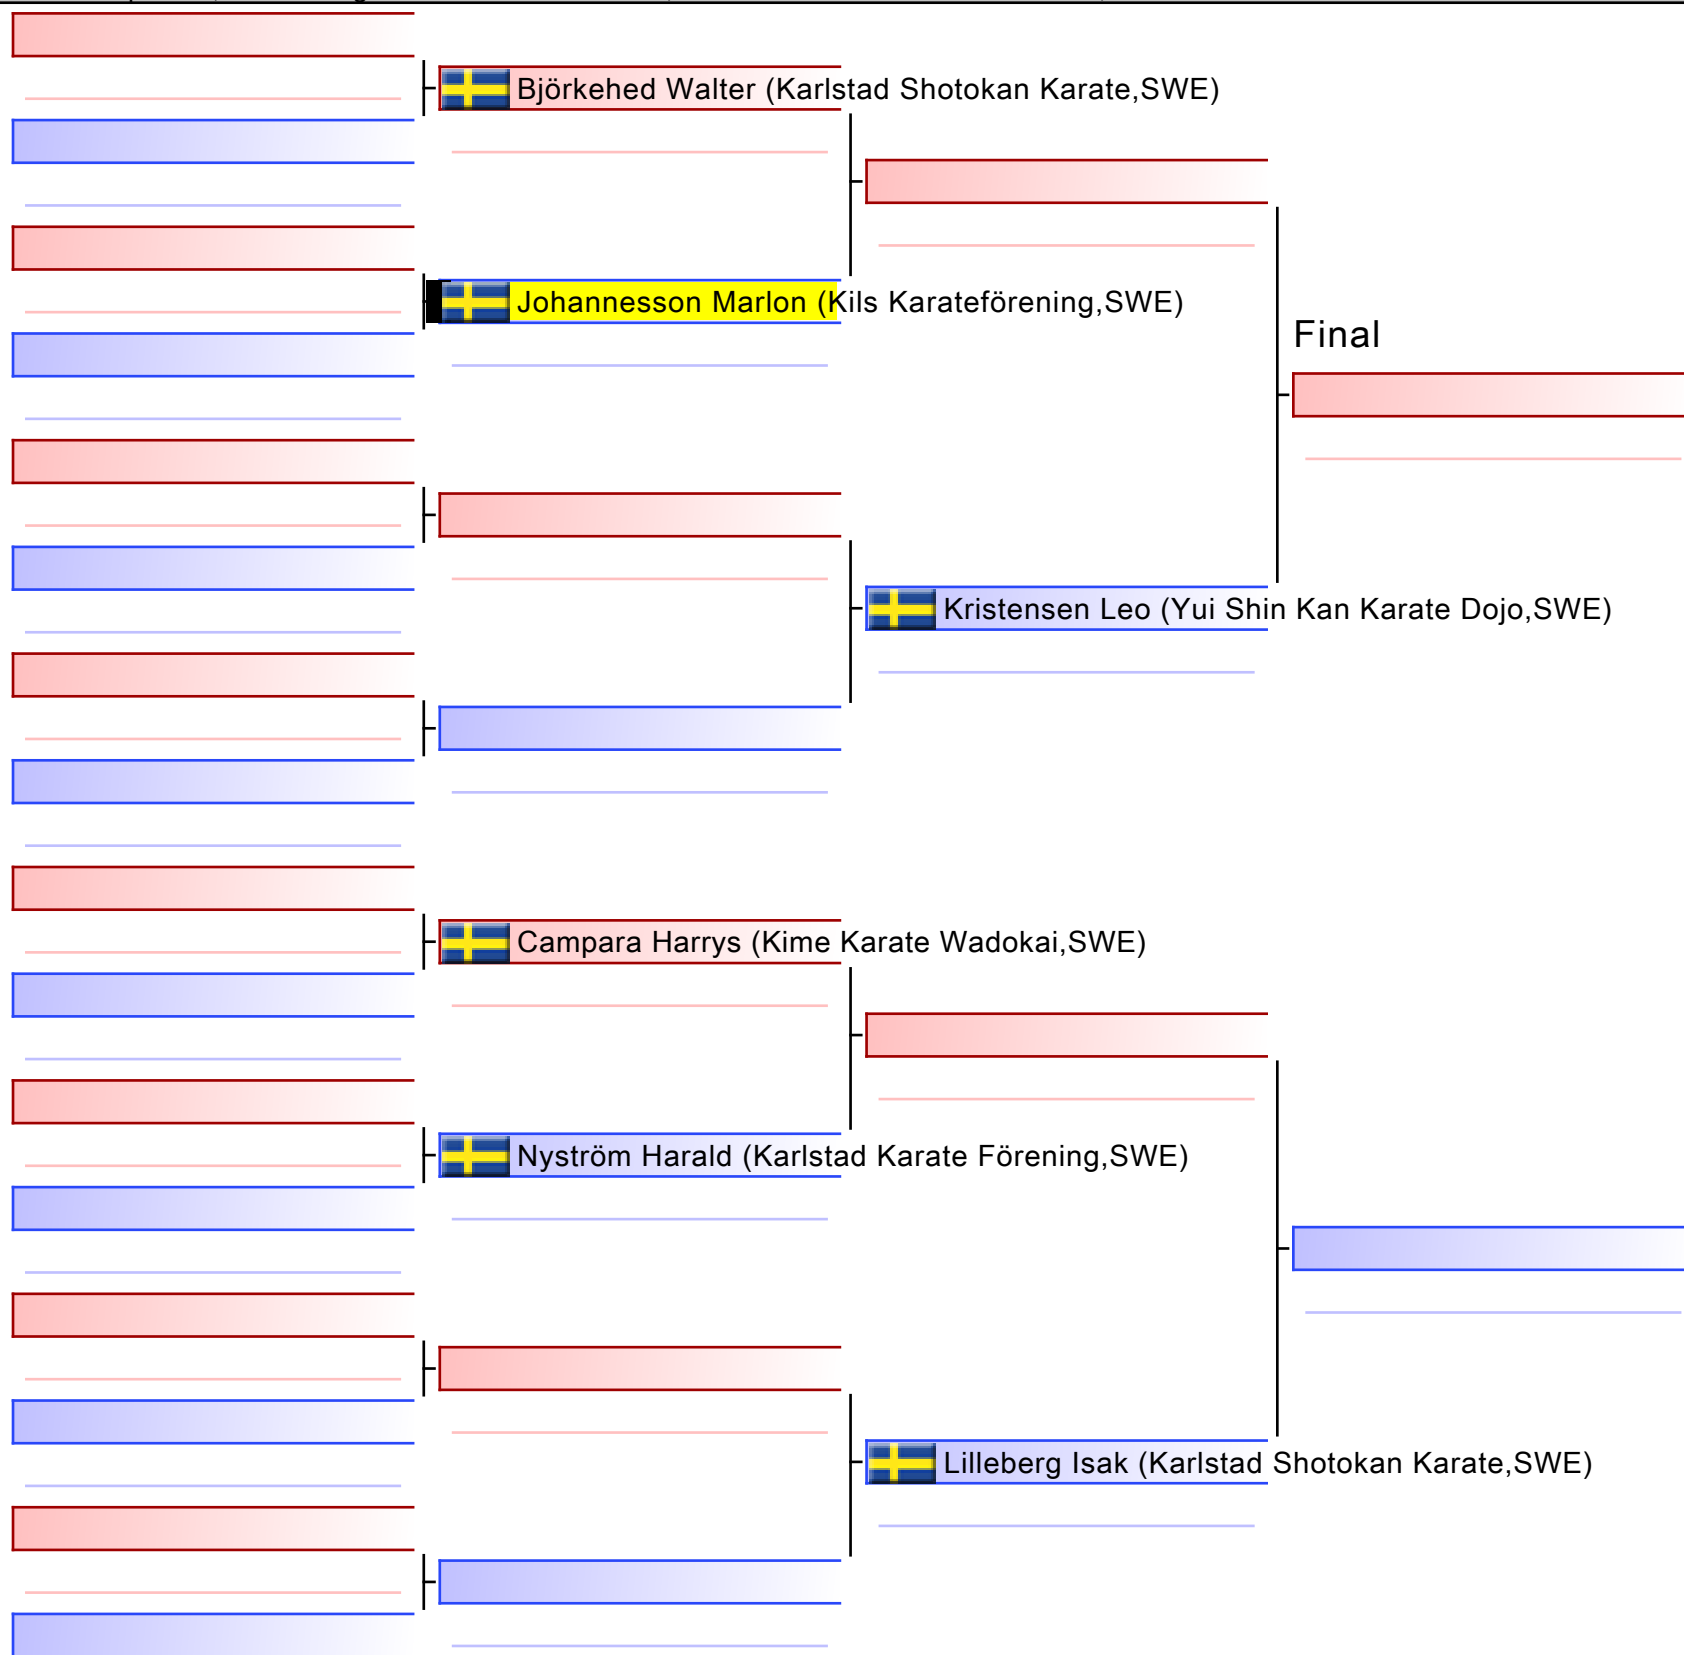 Björkehed Walter (Karlstad Shotokan Karate,SWE)
Johannesson Marlon (Kils Karateförening,SWE)
Final
Kristensen Leo (Yui Shin Kan Karate Dojo,SWE)
Campara Harrys (Kime Karate Wadokai,SWE)
Nyström Harald (Karlstad Karate Förening,SWE)
Lilleberg Isak (Karlstad Shotokan Karate,SWE)